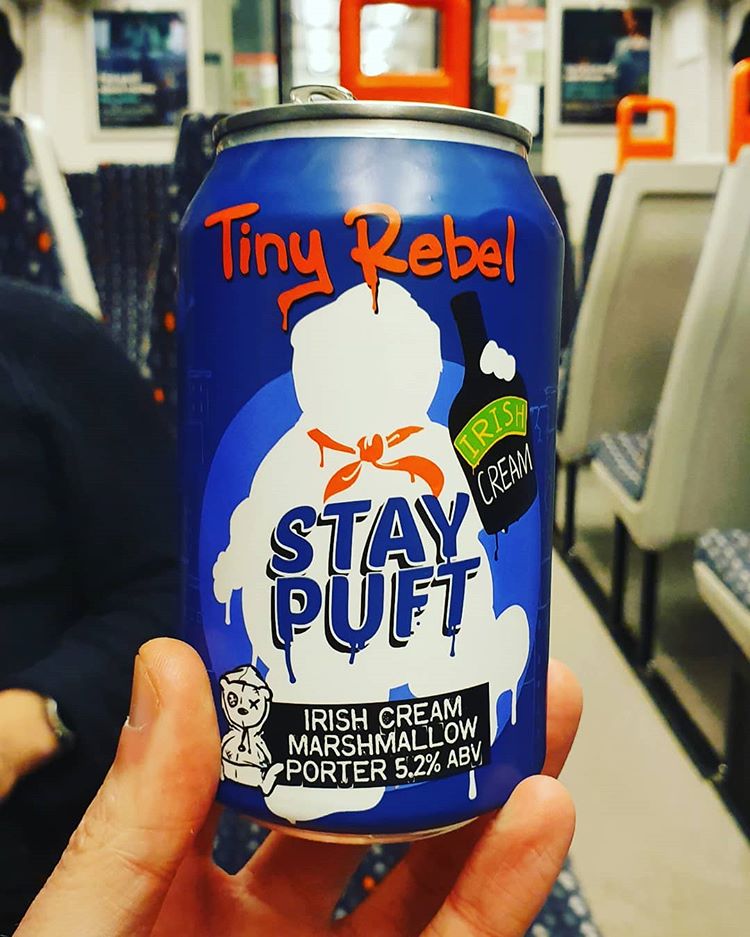 Tiny Rebel
IRISH
CREAM
STAY
PUFT
IRISH CREAM
MARSHMALLOW
PORTER 5.2% ABV